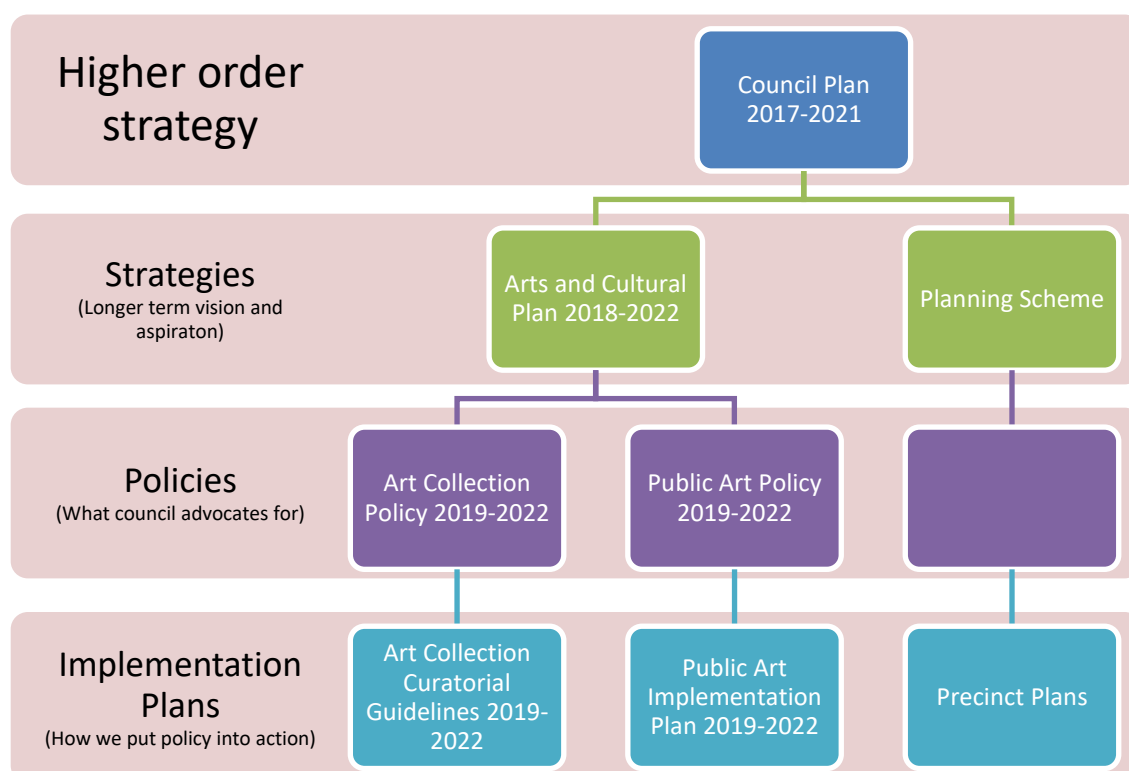 Higher order
strategy
Council Plan
2017-2021
Strategies
(Longer term vision and
aspiraton)
Arts and Cultural
Plan 2018-2022
Planning Scheme
Policies
(What council advocates for)
Art Collection
Policy 2019-2022
Public Art Policy
2019-2022
Implementation
Plans
(How we put policy into action)
Art Collection
Curatorial
Guidelines 2019-
2022
Public Art
Implementation
Plan 2019-2022
Precinct Plans